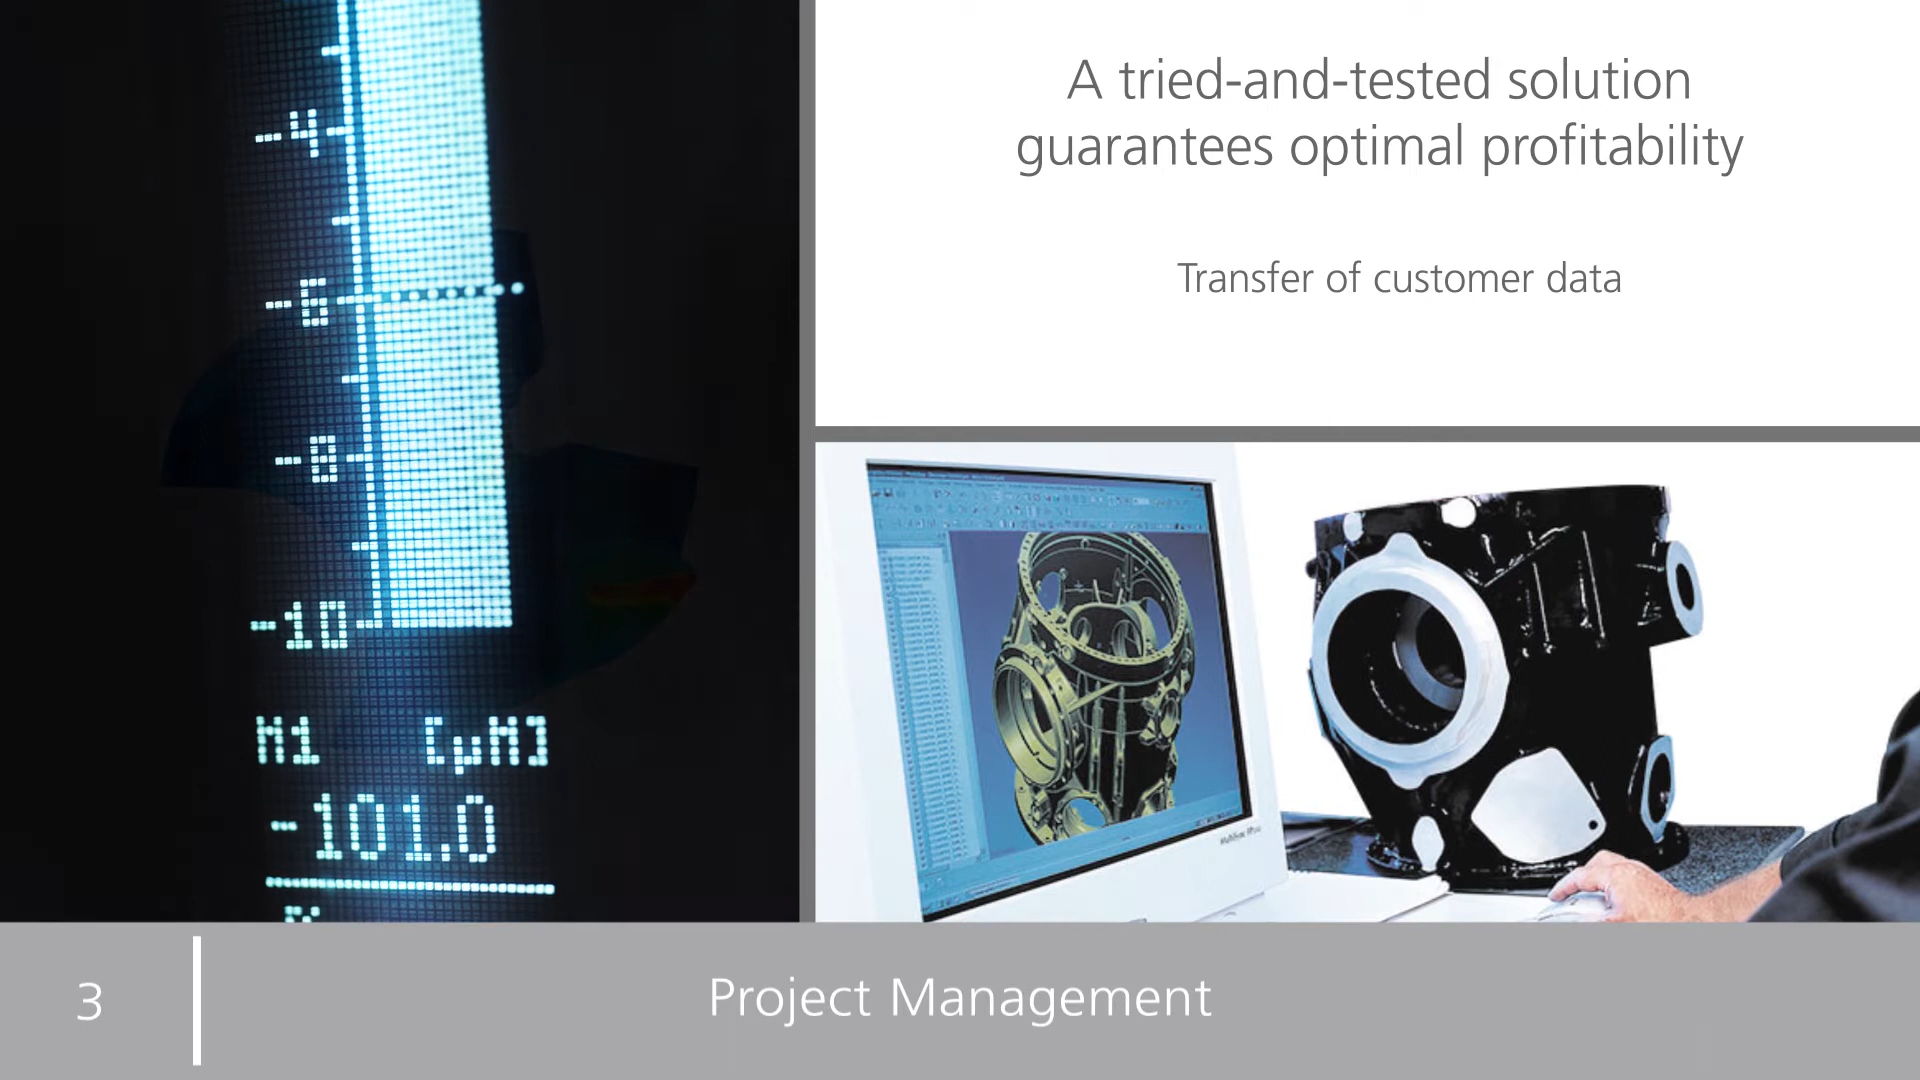 -4
-6
-8
-10
M1 [µM]
-101.0
A tried-and-tested solution
guarantees optimal profitability
Transfer of customer data
3
Project Management